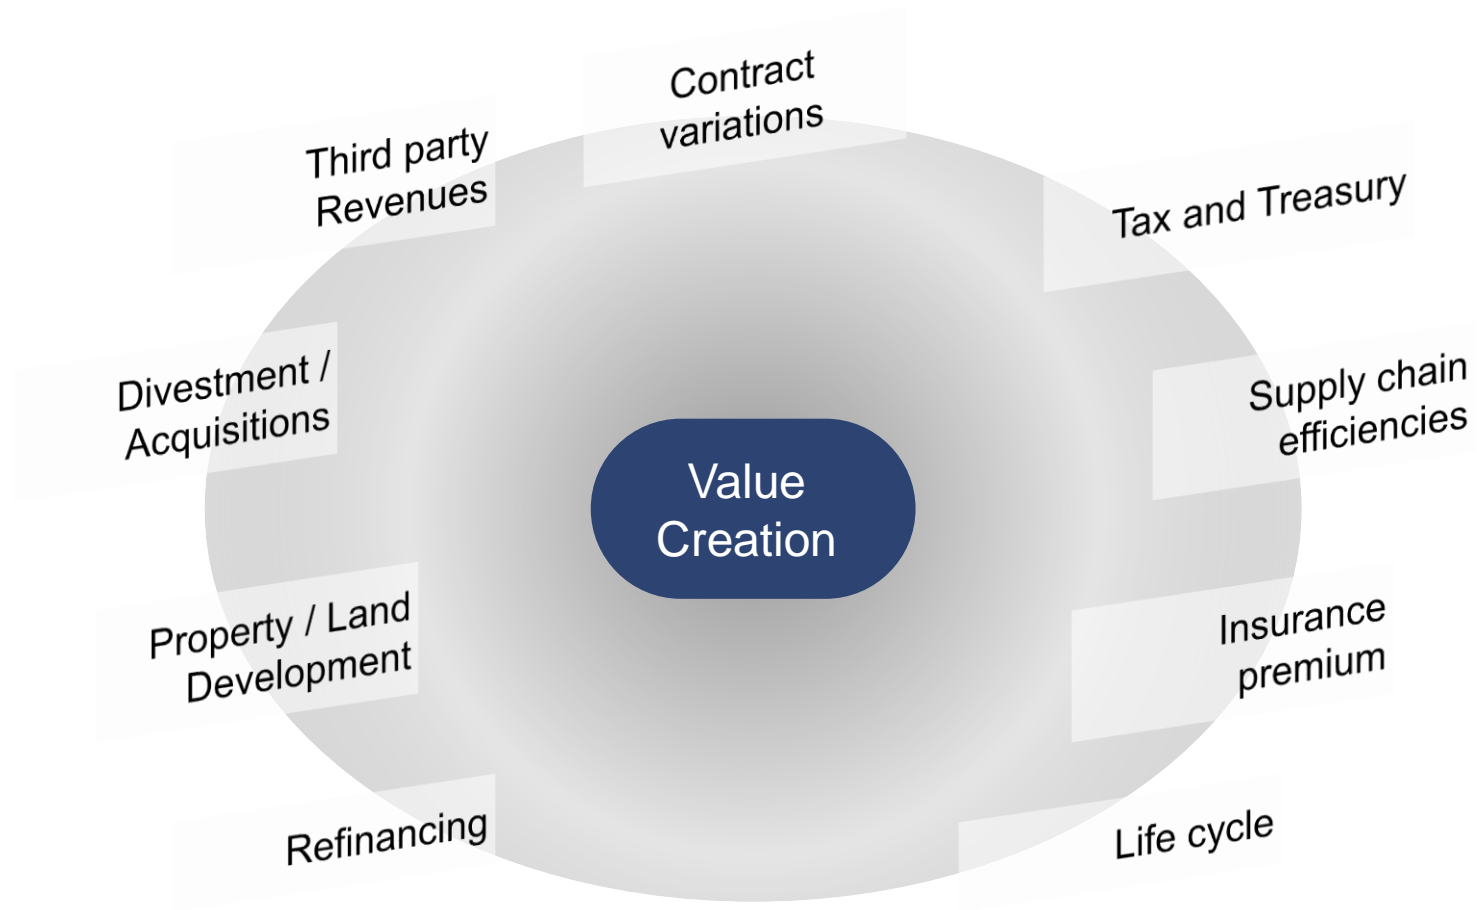 Contract
variations
Third party
Revenues
Tax and Treasury
Divestment /
Acquisitions
Supply chain
efficiencies
Value
Creation
Property / Land
Development
Insurance
premium
Refinancing
Life cycle